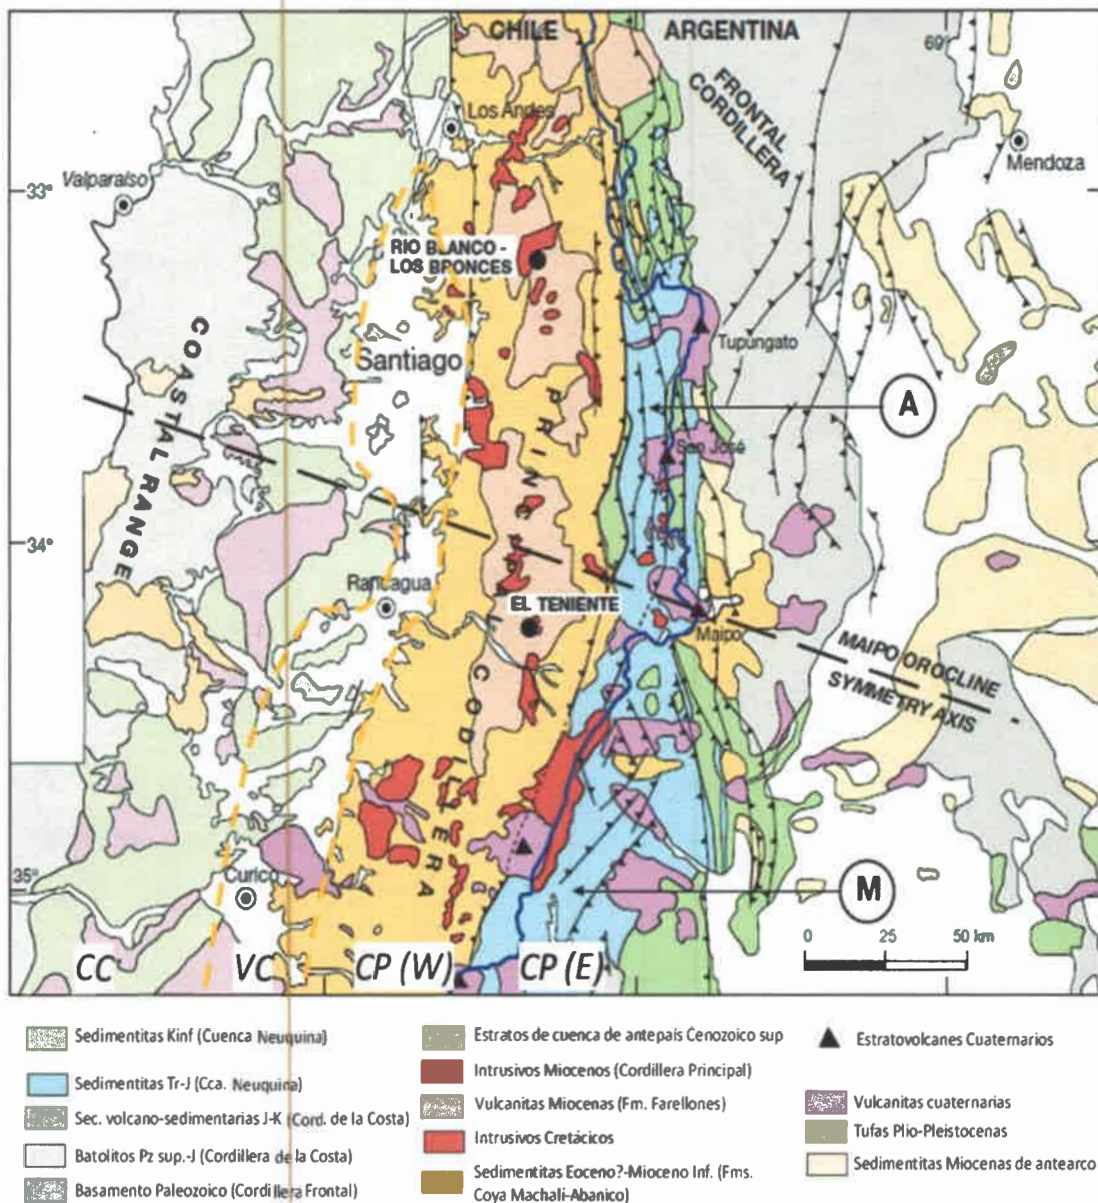 CHILE ARGENTINA
69°
FRONTAL
CORDILLERA
Los Andes
Mendoza
Valparaíso
33°
RIO BLANCO -
LOS BRONCES
Tupungato
Santiago
COASTAL RANGE
PRINC
A
San José
34°
Rancagua
EL TENIENTE
Maipo
MAIPO OROCLINE
SYMMETRY AXIS
L CODILLERA
35°
Curicó
M
0 25 50 km
CC VC CP (W) CP (E)
Sedimentitas Kinf (Cuenca Neuquina)
Sedimentitas Tr-J (Cca. Neuquina)
Sec. volcano-sedimentarias J-K (Cord. de la Costa)
Batolitos Pz sup.-J (Cordillera de la Costa)
Basamento Paleozoico (Cordillera Frontal)
Estratos de cuenca de antepaís Cenozoico sup
Intrusivos Miocenos (Cordillera Principal)
Vulcanitas Miocenas (Fm. Farellones)
Intrusivos Cretácicos
Sedimentitas Eoceno?-Mioceno Inf. (Fms.
Coya Machalí-Abanico)
Estratovolcanes Cuaternarios
Vulcanitas cuaternarias
Tufas Plio-Pleistocenas
Sedimentitas Miocenas de antearco